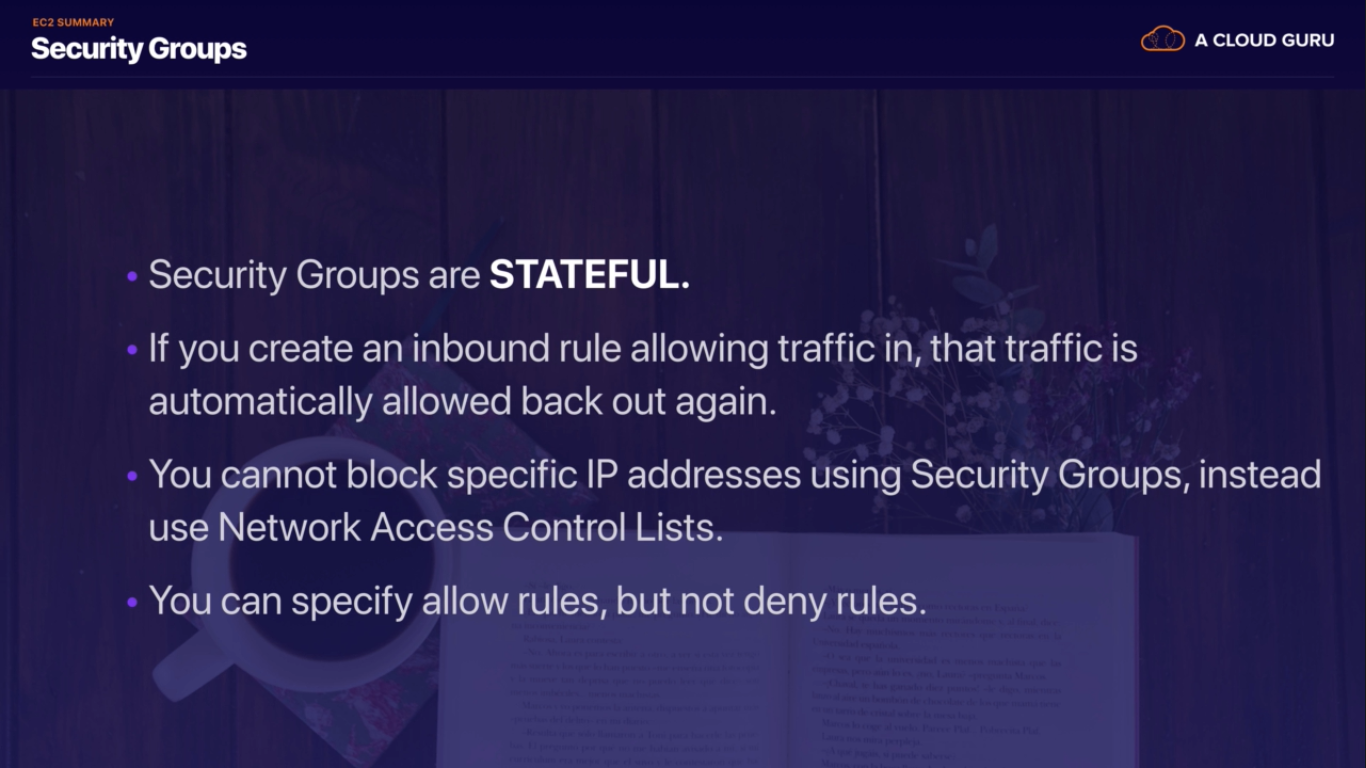 EC2 SUMMARY
Security Groups
A CLOUD GURU
• Security Groups are STATEFUL.
• If you create an inbound rule allowing traffic in, that traffic is
automatically allowed back out again.
• You cannot block specific IP addresses using Security Groups, instead
use Network Access Control Lists.
• You can specify allow rules, but not deny rules.